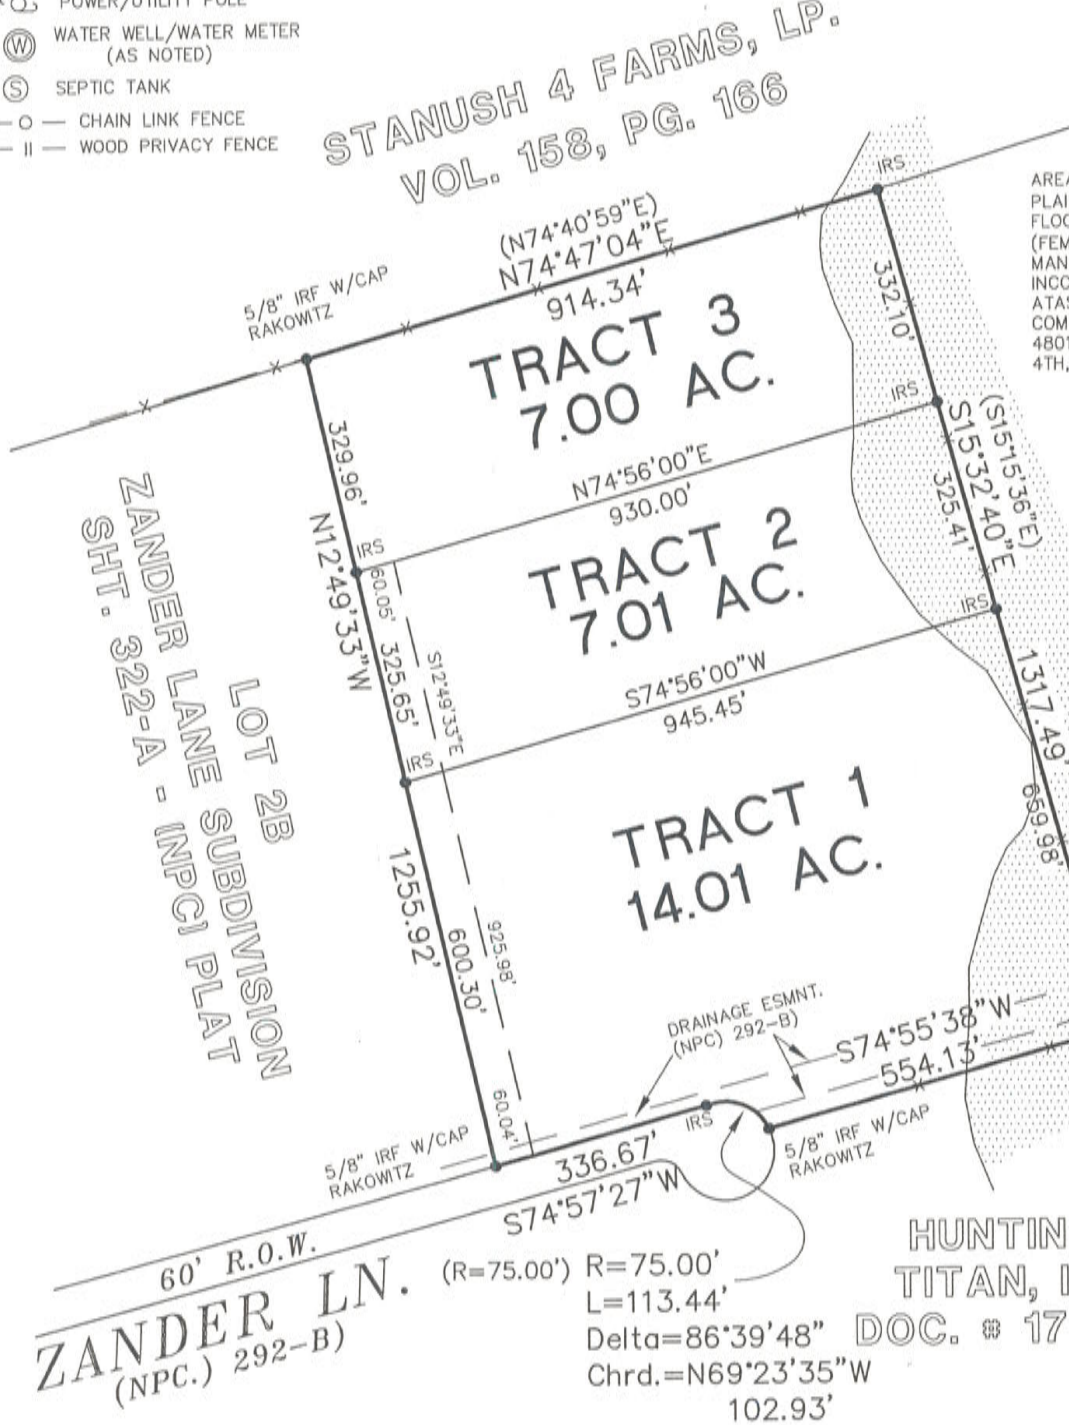 POWER/UTILITY POLE
W
WATER WELL/WATER METER
(AS NOTED)
S
SEPTIC TANK
CHAIN LINK FENCE
WOOD PRIVACY FENCE
STANUSH 4 FARMS, LP.
VOL. 158, PG. 166
(N74°40'59"E)
N74°47'04"E
914.34'
5/8" IRF W/CAP
RAKOWITZ
IRS
332.10'
TRACT 3
7.00 AC.
329.96'
N12°49'33"W
1255.92'
IRS
N74°56'00"E
930.00'
IRS
(S15°15'36"E)
S15°32'40"E
1317.49'
325.41'
TRACT 2
7.01 AC.
60.05'
325.65'
S12°49'33"E
925.98'
IRS
S74°56'00"W
945.45'
IRS
659.98'
LOT 2B
ZANDER LANE SUBDIVISION
SHT. 322-A - (NPC) PLAT
TRACT 1
14.01 AC.
600.30'
60.04'
DRAINAGE ESMNT.
(NPC) 292-B)
S74°55'38"W
554.13'
IRS
5/8" IRF W/CAP
RAKOWITZ
5/8" IRF W/CAP
RAKOWITZ
336.67'
S74°57'27"W
60' R.O.W.
ZANDER LN.
(NPC.) 292-B)
(R=75.00') R=75.00'
L=113.44'
Delta=86°39'48"
Chrd.=N69°23'35"W
102.93'
HUNTIN
TITAN,
DOC. # 17
AREA
PLAI
FLOO
(FEM
MAN
INCO
ATAS
COM
4801
4TH,